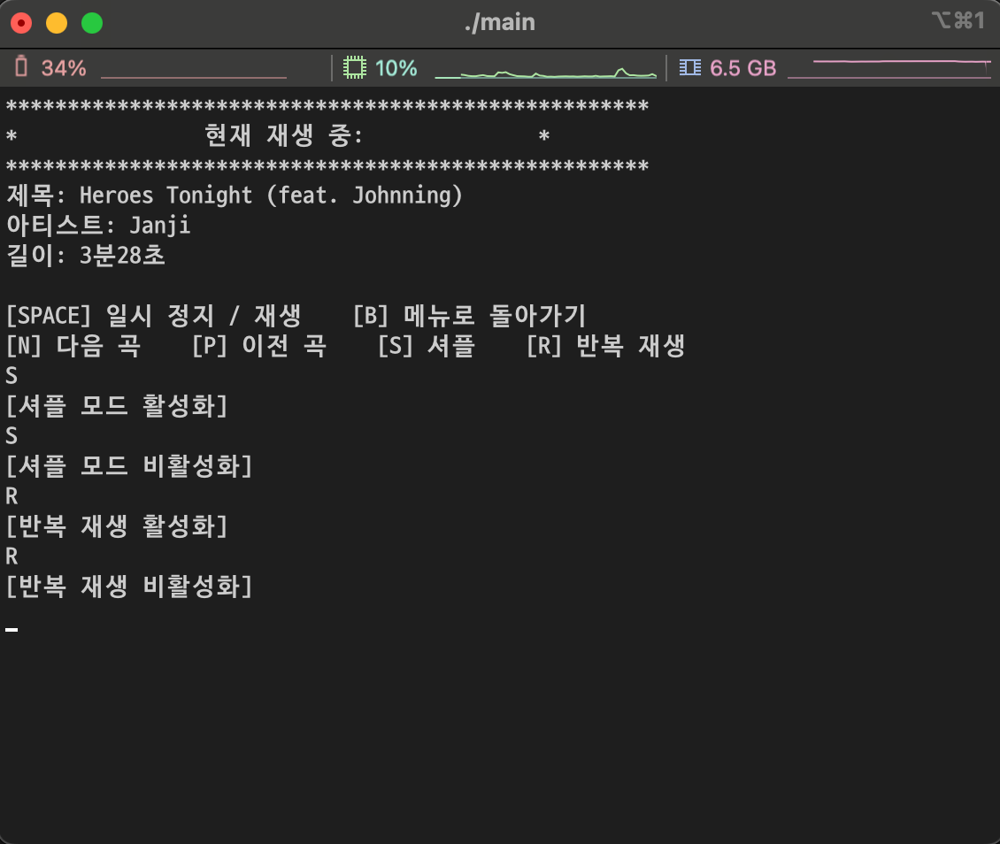 ./main
⌥⌘1
34% 10% 6.5 GB
****************************************************
* 현재 재생 중: *
****************************************************
제목: Heroes Tonight (feat. Johnning)
아티스트: Janji
길이: 3분28초
[SPACE] 일시 정지 / 재생 [B] 메뉴로 돌아가기
[N] 다음 곡 [P] 이전 곡 [S] 셔플 [R] 반복 재생
S
[셔플 모드 활성화]
S
[셔플 모드 비활성화]
R
[반복 재생 활성화]
R
[반복 재생 비활성화]